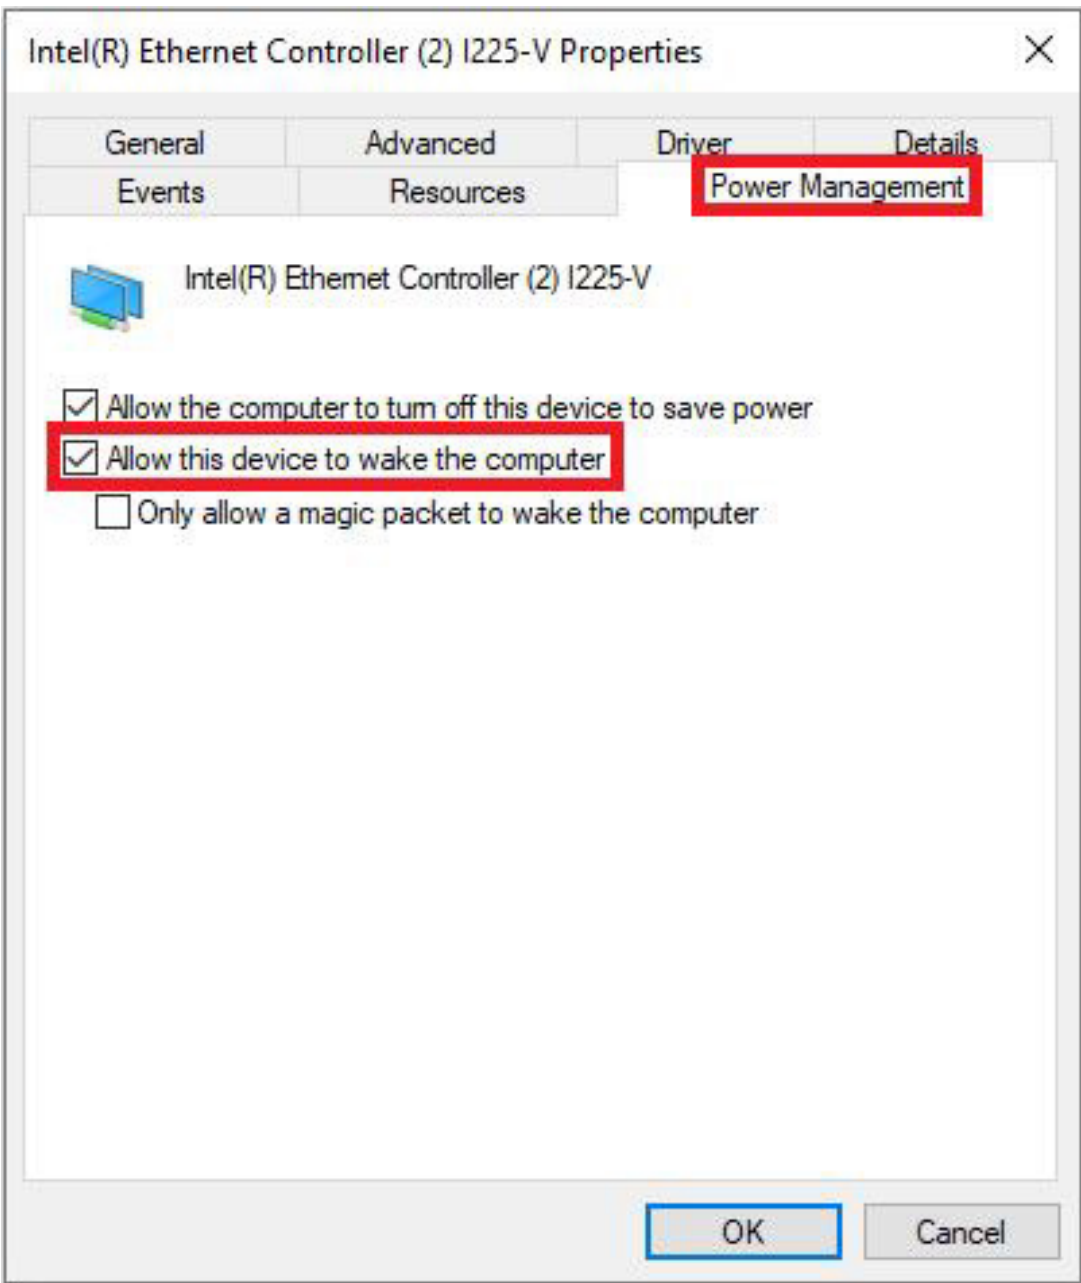 Intel(R) Ethernet Controller (2) I225-V Properties
General Advanced Driver Details
Events Resources Power Management
Intel(R) Ethernet Controller (2) I225-V
Allow the computer to turn off this device to save power
Allow this device to wake the computer
Only allow a magic packet to wake the computer
OK Cancel